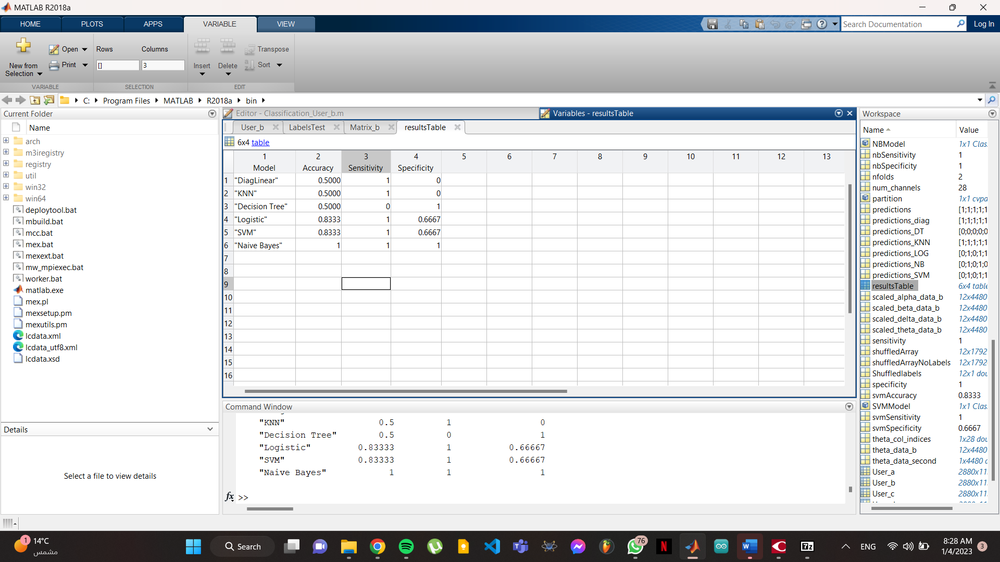 MATLAB R2018a
HOME PLOTS APPS VARIABLE VIEW
Search Documentation
Log In
New from Selection
Open
Print
Rows Columns
[] 3
Insert
Delete
Transpose
Sort
VARIABLE SELECTION EDIT
C: Program Files MATLAB R2018a bin
Current Folder
Name
arch
m3iregistry
registry
util
win32
win64
deploytool.bat
mbuild.bat
mcc.bat
mex.bat
mexext.bat
mw_mpiexec.bat
worker.bat
matlab.exe
mex.pl
mexsetup.pm
mexutils.pm
lcdata.xml
lcdata_utf8.xml
lcdata.xsd
Details
Select a file to view details
Editor - Classification_User_b.m
Variables - resultsTable
User_b LabelsTest Matrix_b resultsTable
6x4 table
1 2 3 4 5 6 7 8 9 10 11 12 13
Model Accuracy Sensitivity Specificity
1 "DiagLinear" 0.5000 1 0
2 "KNN" 0.5000 1 0
3 "Decision Tree" 0.5000 0 1
4 "Logistic" 0.8333 1 0.6667
5 "SVM" 0.8333 1 0.6667
6 "Naive Bayes" 1 1 1
7
8
9
10
11
12
13
14
15
16
Command Window
"KNN" 0.5 1 0
"Decision Tree" 0.5 0 1
"Logistic" 0.83333 1 0.66667
"SVM" 0.83333 1 0.66667
"Naive Bayes" 1 1 1
fx >>
Workspace
Name Value
NBModel 1x1 Clas
nbSensitivity 1
nbSpecificity 1
nfolds 2
num_channels 28
partition 1x1 cvpa
predictions [1;1;1;1;1
predictions_diag [1;1;1;1;1
predictions_DT [0;0;0;0;0
predictions_KNN [1;1;1;1;1
predictions_LOG [0;1;0;1;1
predictions_NB [0;1;0;1;0
predictions_SVM [0;1;0;1;1
resultsTable 6x4 table
scaled_alpha_data_b 12x4480
scaled_beta_data_b 12x4480
scaled_delta_data_b 12x4480
scaled_theta_data_b 12x4480
sensitivity 1
shuffledArray 12x1792
shuffledArrayNoLabels 12x1792
Shuffledlabels 12x1 dou
specificity 1
svmAccuracy 0.8333
SVMModel 1x1 Clas
svmSensitivity 1
svmSpecificity 0.6667
theta_col_indices 1x28 dou
theta_data_b 12x4480
theta_data_second 1x4480
User_a 2880x11
User_b 2880x11
User_c 2880x11
1
14°C
مشمس
Search
76
ENG
8:28 AM
1/4/2023
3